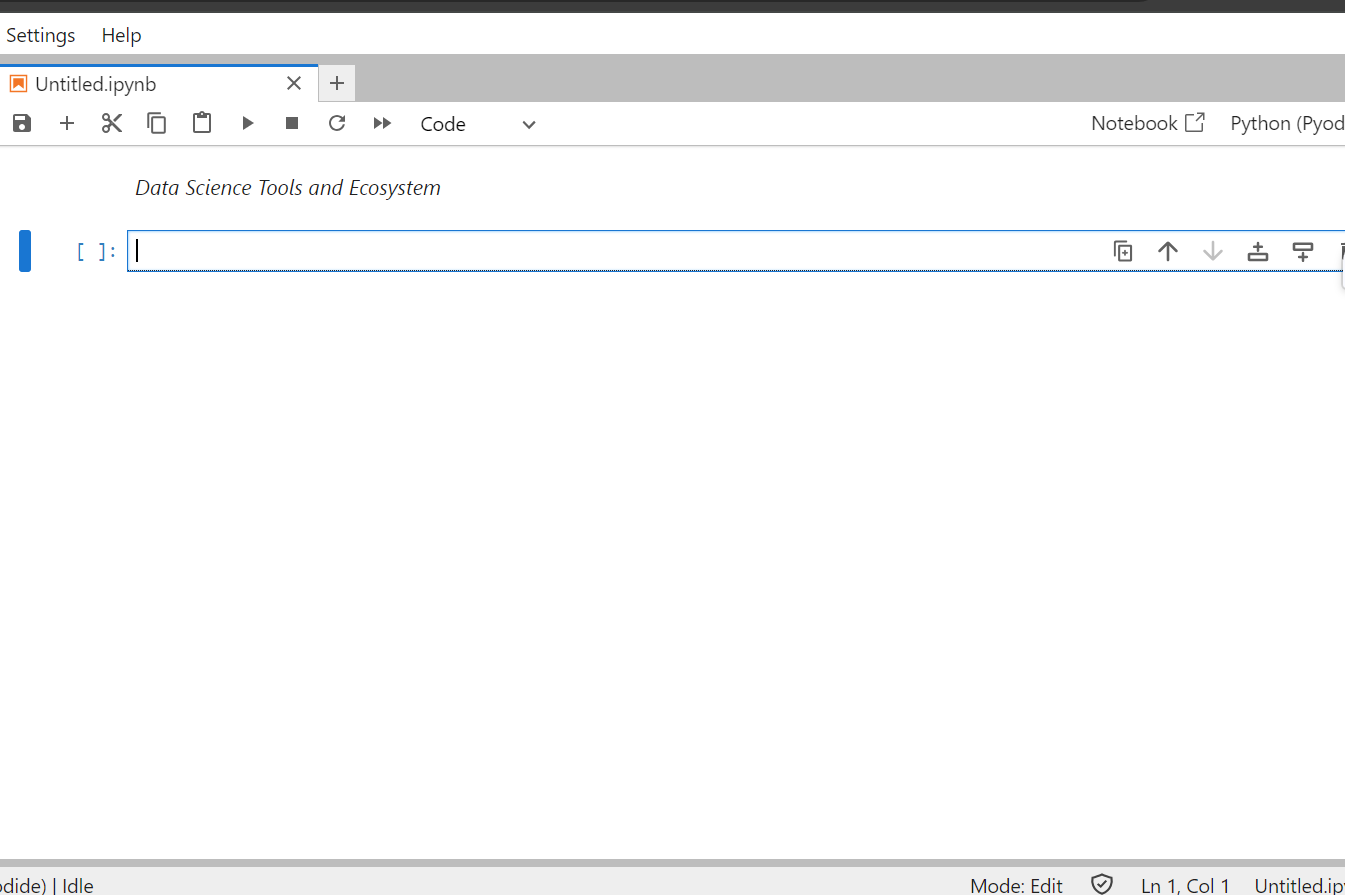 Settings Help
Untitled.ipynb
Code Notebook Python (Pyod
Data Science Tools and Ecosystem
[ ]:
odide) | Idle Mode: Edit Ln 1, Col 1 Untitled.ip